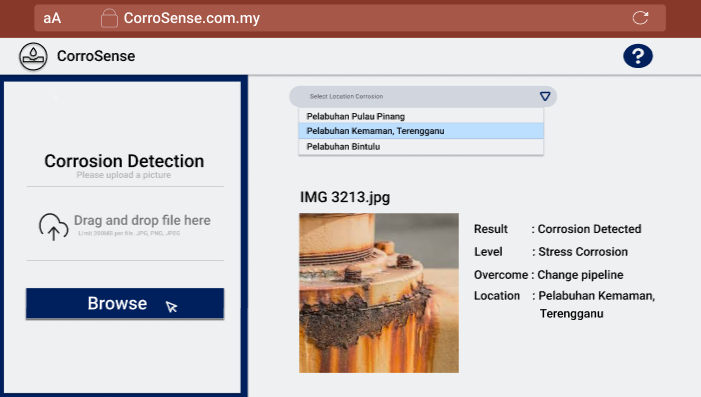 aA
CorroSense.com.my
CorroSense
?
Corrosion Detection
Please upload a picture
Drag and drop file here
Limit 200MB per file. JPG, PNG, JPEG
Browse
Select Location Corrosion
Pelabuhan Pulau Pinang
Pelabuhan Kemaman, Terengganu
Pelabuhan Bintulu
IMG 3213.jpg
Result : Corrosion Detected
Level : Stress Corrosion
Overcome : Change pipeline
Location : Pelabuhan Kemaman,
Terengganu